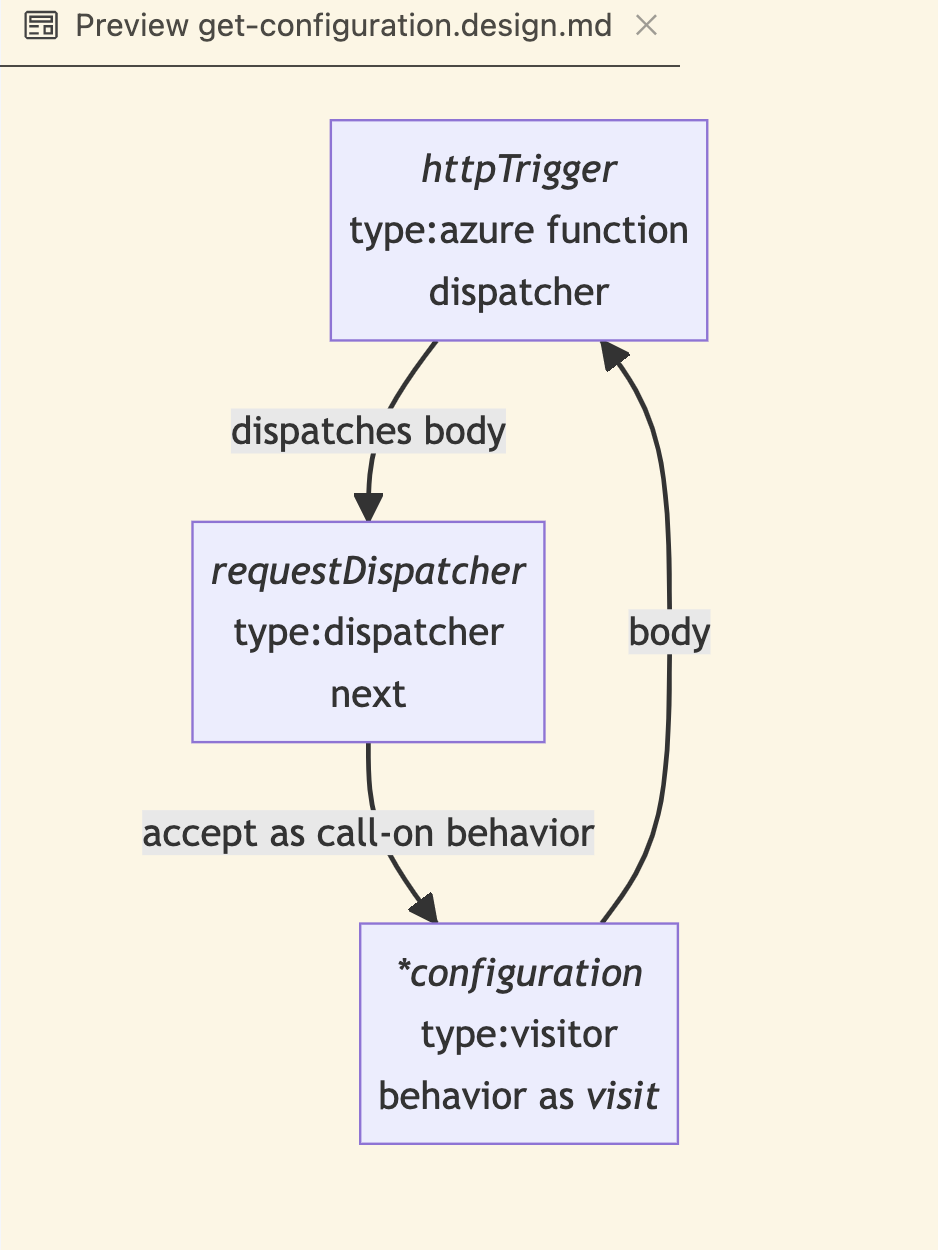 Preview get-configuration.design.md
httpTrigger
type:azure function
dispatcher
dispatches body
requestDispatcher
type:dispatcher
next
body
accept as call-on behavior
*configuration
type:visitor
behavior as visit